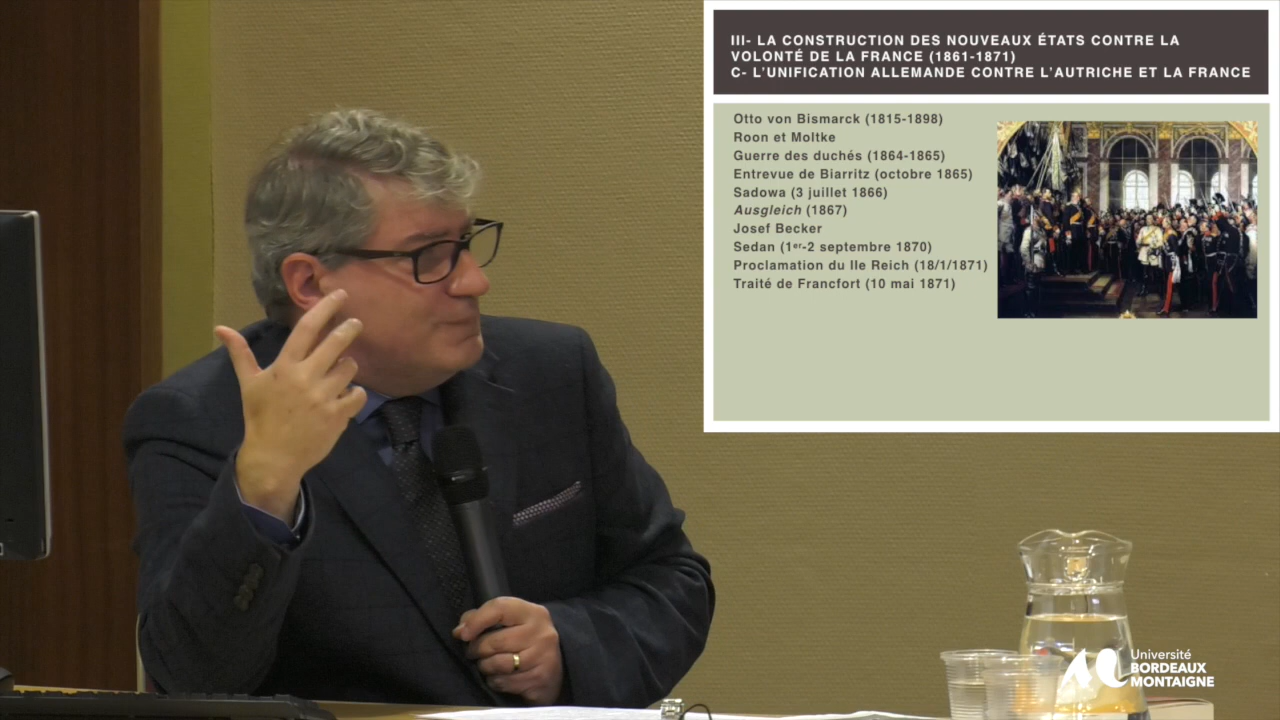 III- LA CONSTRUCTION DES NOUVEAUX ÉTATS CONTRE LA
VOLONTÉ DE LA FRANCE (1861-1871)
C- L'UNIFICATION ALLEMANDE CONTRE L'AUTRICHE ET LA FRANCE
Otto von Bismarck (1815-1898)
Roon et Moltke
Guerre des duchés (1864-1865)
Entrevue de Biarritz (octobre 1865)
Sadowa (3 juillet 1866)
Ausgleich (1867)
Josef Becker
Sedan (1er-2 septembre 1870)
Proclamation du IIe Reich (18/1/1871)
Traité de Francfort (10 mai 1871)
Université
BORDEAUX
MONTAIGNE